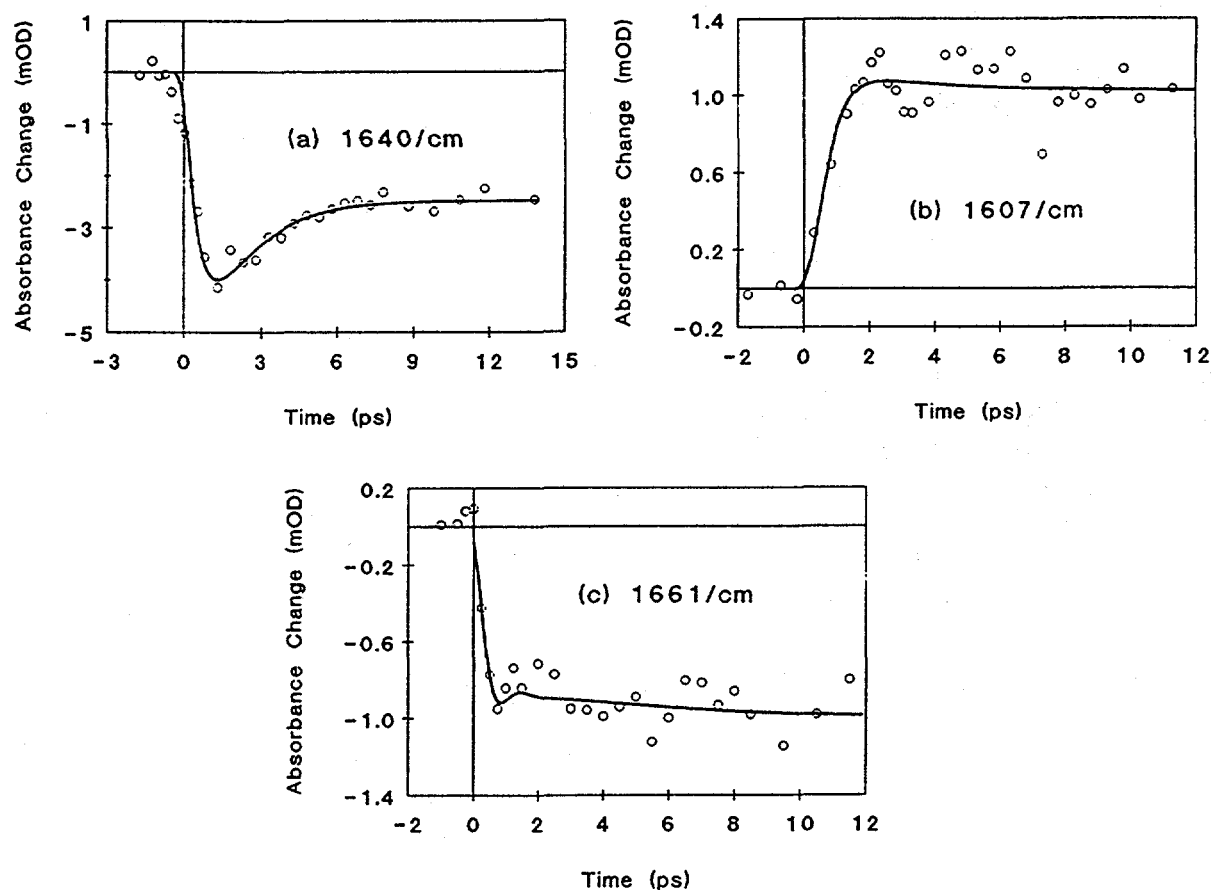 1
-1
-3
-5
Absorbance Change (mOD)
(a) 1640/cm
-3 0 3 6 9 12 15
Time (ps)
1.4
1.0
0.6
0.2
-0.2
Absorbance Change (mOD)
(b) 1607/cm
-2 0 2 4 6 8 10 12
Time (ps)
0.2
-0.2
-0.6
-1.0
-1.4
Absorbance Change (mOD)
(c) 1661/cm
-2 0 2 4 6 8 10 12
Time (ps)